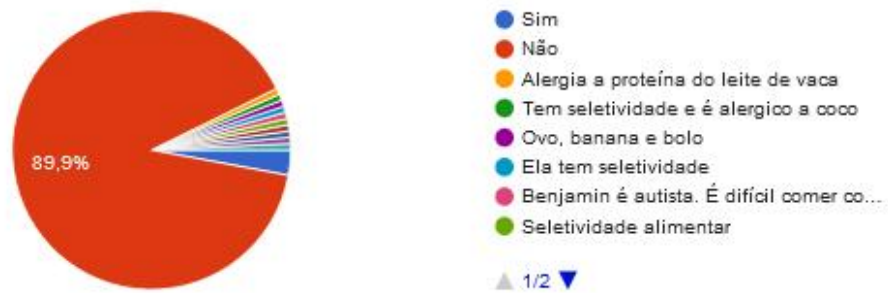 89,9%
Sim
Não
Alergia a proteína do leite de vaca
Tem seletividade e é alergico a coco
Ovo, banana e bolo
Ela tem seletividade
Benjamin é autista. É difícil comer co...
Seletividade alimentar
1/2